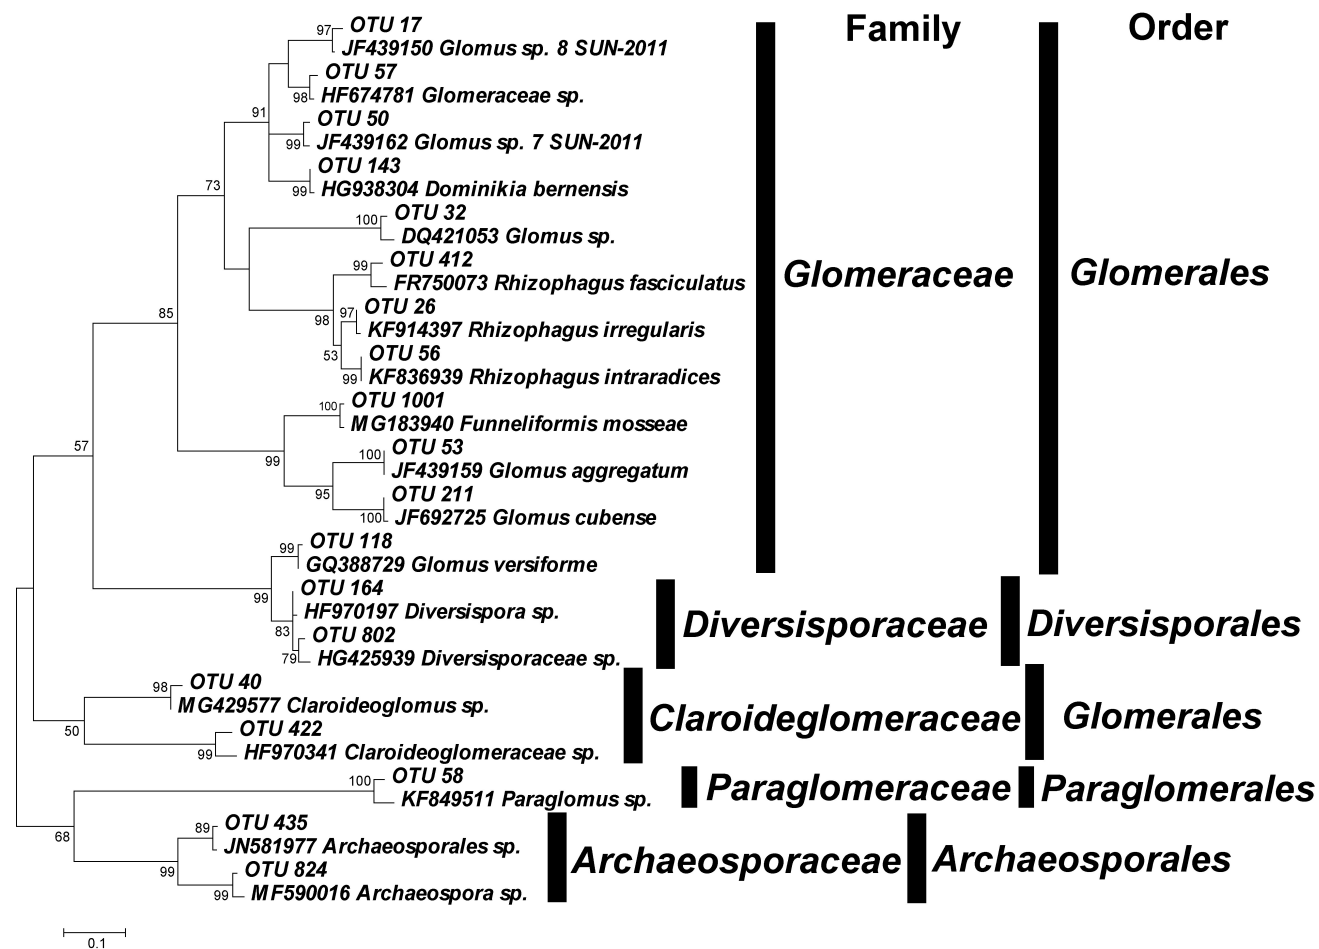 Family
Order
97
OTU 17
JF439150 Glomus sp. 8 SUN-2011
OTU 57
98
HF674781 Glomeraceae sp.
91
OTU 50
99
JF439162 Glomus sp. 7 SUN-2011
OTU 143
73
99
HG938304 Dominikia bernensis
OTU 32
100
DQ421053 Glomus sp.
OTU 412
99
FR750073 Rhizophagus fasciculatus
Glomeraceae
Glomerales
OTU 26
97
98
85
KF914397 Rhizophagus irregularis
OTU 56
53
99
KF836939 Rhizophagus intraradices
OTU 1001
100
MG183940 Funneliformis mosseae
57
OTU 53
100
99
JF439159 Glomus aggregatum
OTU 211
95
100
JF692725 Glomus cubense
OTU 118
99
GQ388729 Glomus versiforme
OTU 164
99
HF970197 Diversispora sp.
83
OTU 802
79
HG425939 Diversisporaceae sp.
Diversisporaceae
Diversisporales
OTU 40
98
MG429577 Claroideoglomus sp.
50
OTU 422
99
HF970341 Claroideoglomeraceae sp.
Claroideglomeraceae
Glomerales
OTU 58
100
KF849511 Paraglomus sp.
Paraglomeraceae
Paraglomerales
68
OTU 435
89
JN581977 Archaeosporales sp.
99
OTU 824
99
MF590016 Archaeospora sp.
Archaeosporaceae
Archaeosporales
0.1